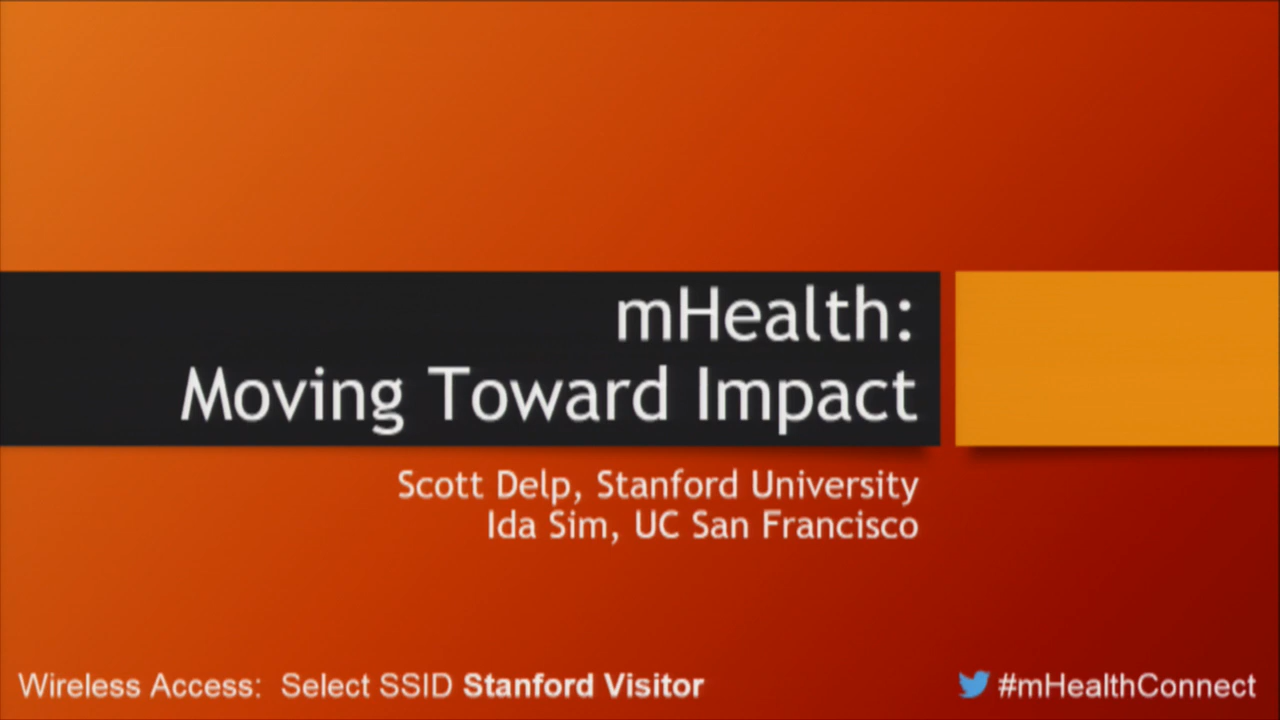 mHealth:
Moving Toward Impact
Scott Delp, Stanford University
Ida Sim, UC San Francisco
Wireless Access: Select SSID Stanford Visitor
#mHealthConnect